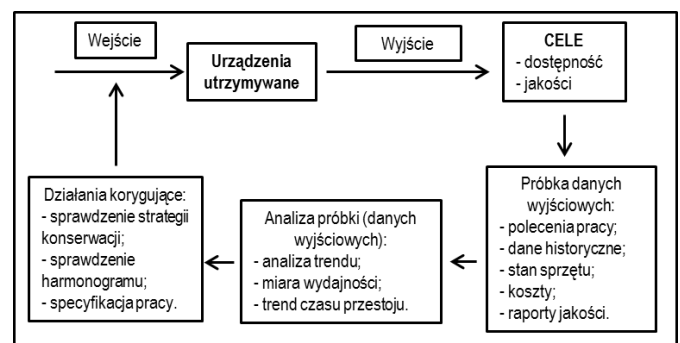 Wejście
Urządzenia
utrzymywane
Wyjście
CELE
- dostępność
- jakości
Próbka danych
wyjściowych:
- polecenia pracy;
- dane historyczne;
- stan sprzętu;
- koszty;
- raporty jakości.
Analiza próbki (danych
wyjściowych):
- analiza trendu;
- miara wydajności;
- trend czasu przestoju.
Działania korygujące:
- sprawdzenie strategii
konserwacji;
- sprawdzenie
harmonogramu;
- specyfikacja pracy.